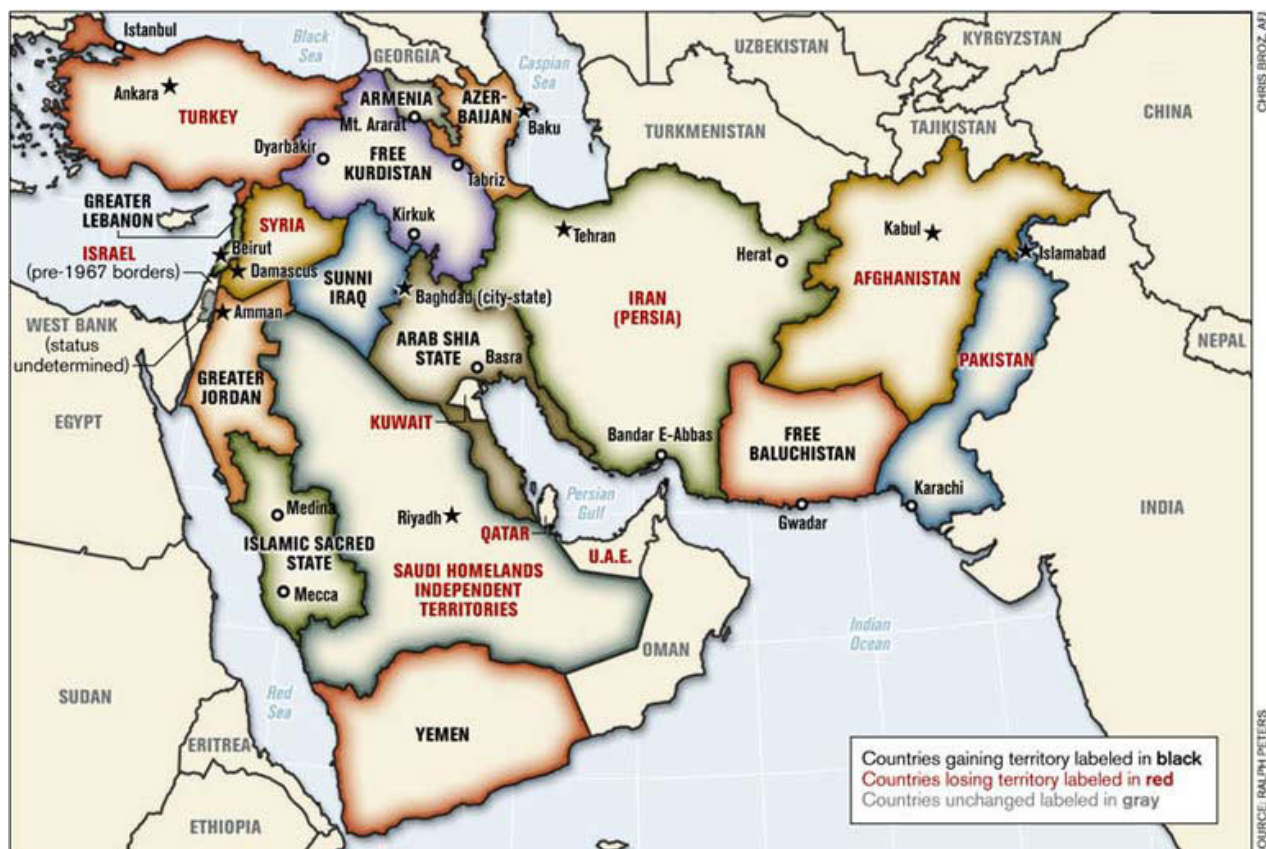 Istanbul
Black
Sea
GEORGIA
Caspian
Sea
UZBEKISTAN
KYRGYZSTAN
CHRIS BROZ, AFJ
Ankara
TURKEY
ARMENIA
Mt. Ararat
AZER-
BAIJAN
Baku
TURKMENISTAN
TAJIKISTAN
CHINA
Dyarbakir
FREE
KURDISTAN
Tabriz
GREATER
LEBANON
SYRIA
Kirkuk
Tehran
Herat
Kabul
Islamabad
ISRAEL
(pre-1967 borders)
Beirut
Damascus
SUNNI
IRAQ
Baghdad (city-state)
IRAN
(PERSIA)
AFGHANISTAN
WEST BANK
(status
undetermined)
Amman
ARAB SHIA
STATE
Basra
PAKISTAN
NEPAL
GREATER
JORDAN
EGYPT
KUWAIT
Bandar E-Abbas
FREE
BALUCHISTAN
Karachi
Gwadar
INDIA
Medina
ISLAMIC SACRED
STATE
Mecca
Riyadh
Persian
Gulf
QATAR
U.A.E.
SAUDI HOMELANDS
INDEPENDENT
TERRITORIES
OMAN
Indian
Ocean
SUDAN
Red
Sea
ERITREA
YEMEN
ETHIOPIA
Countries gaining territory labeled in black
Countries losing territory labeled in red
Countries unchanged labeled in gray
SOURCE: RALPH PETERS